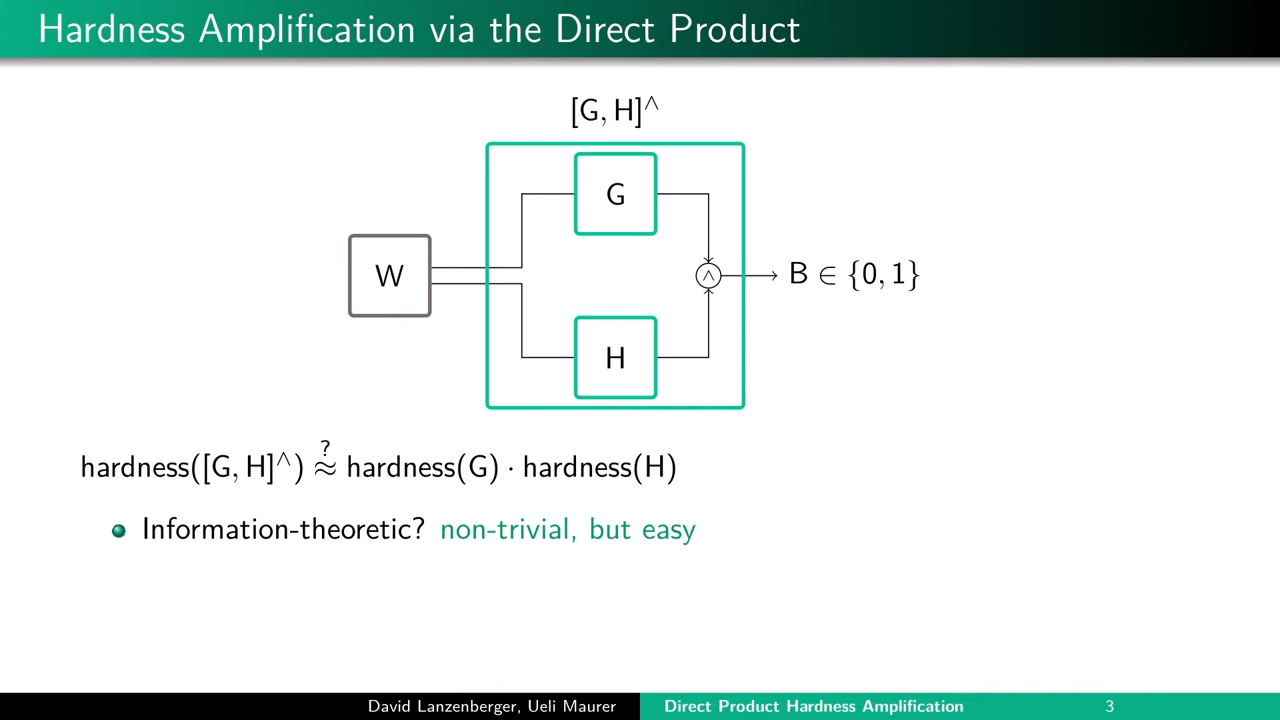 Hardness Amplification via the Direct Product
[G, H]^∧
G
W
∧
B ∈ {0, 1}
H
hardness([G, H]^∧) ≈? hardness(G) · hardness(H)
Information-theoretic? non-trivial, but easy
David Lanzenberger, Ueli Maurer Direct Product Hardness Amplification 3